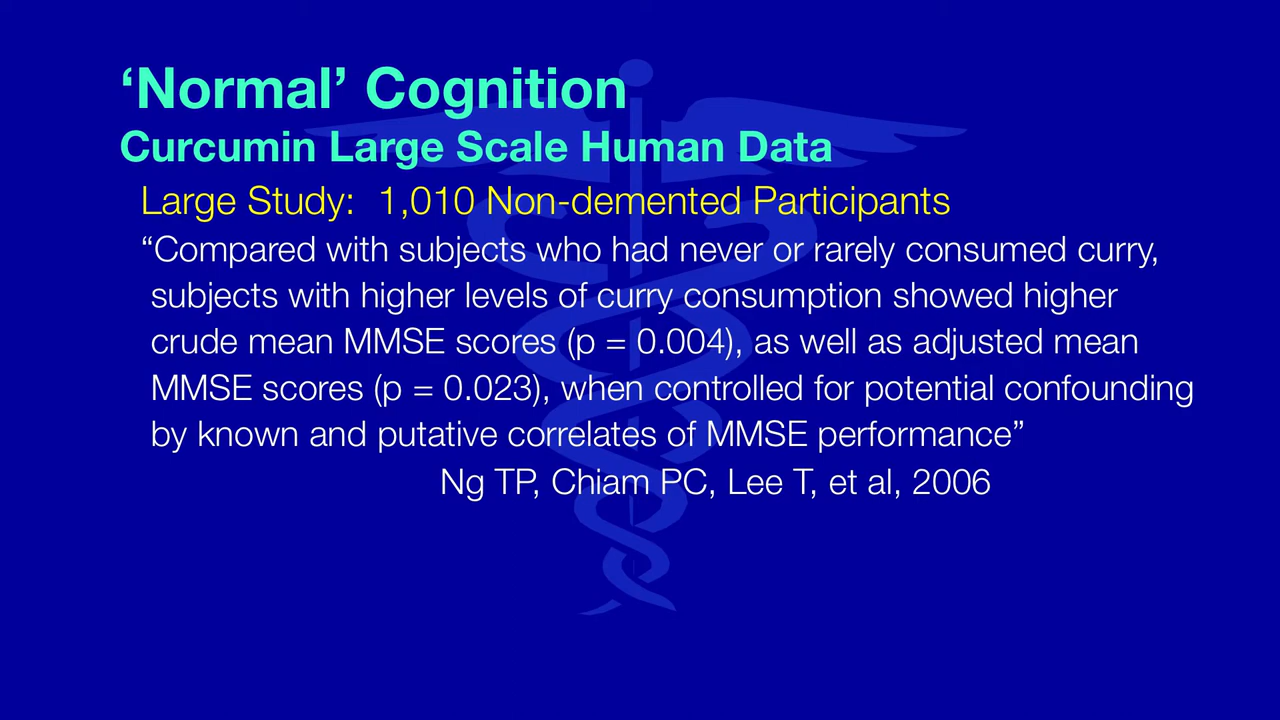 ‘Normal’ Cognition
Curcumin Large Scale Human Data
Large Study:  1,010 Non-demented Participants
“Compared with subjects who had never or rarely consumed curry,
subjects with higher levels of curry consumption showed higher
crude mean MMSE scores (p = 0.004), as well as adjusted mean
MMSE scores (p = 0.023), when controlled for potential confounding
by known and putative correlates of MMSE performance”
Ng TP, Chiam PC, Lee T, et al, 2006